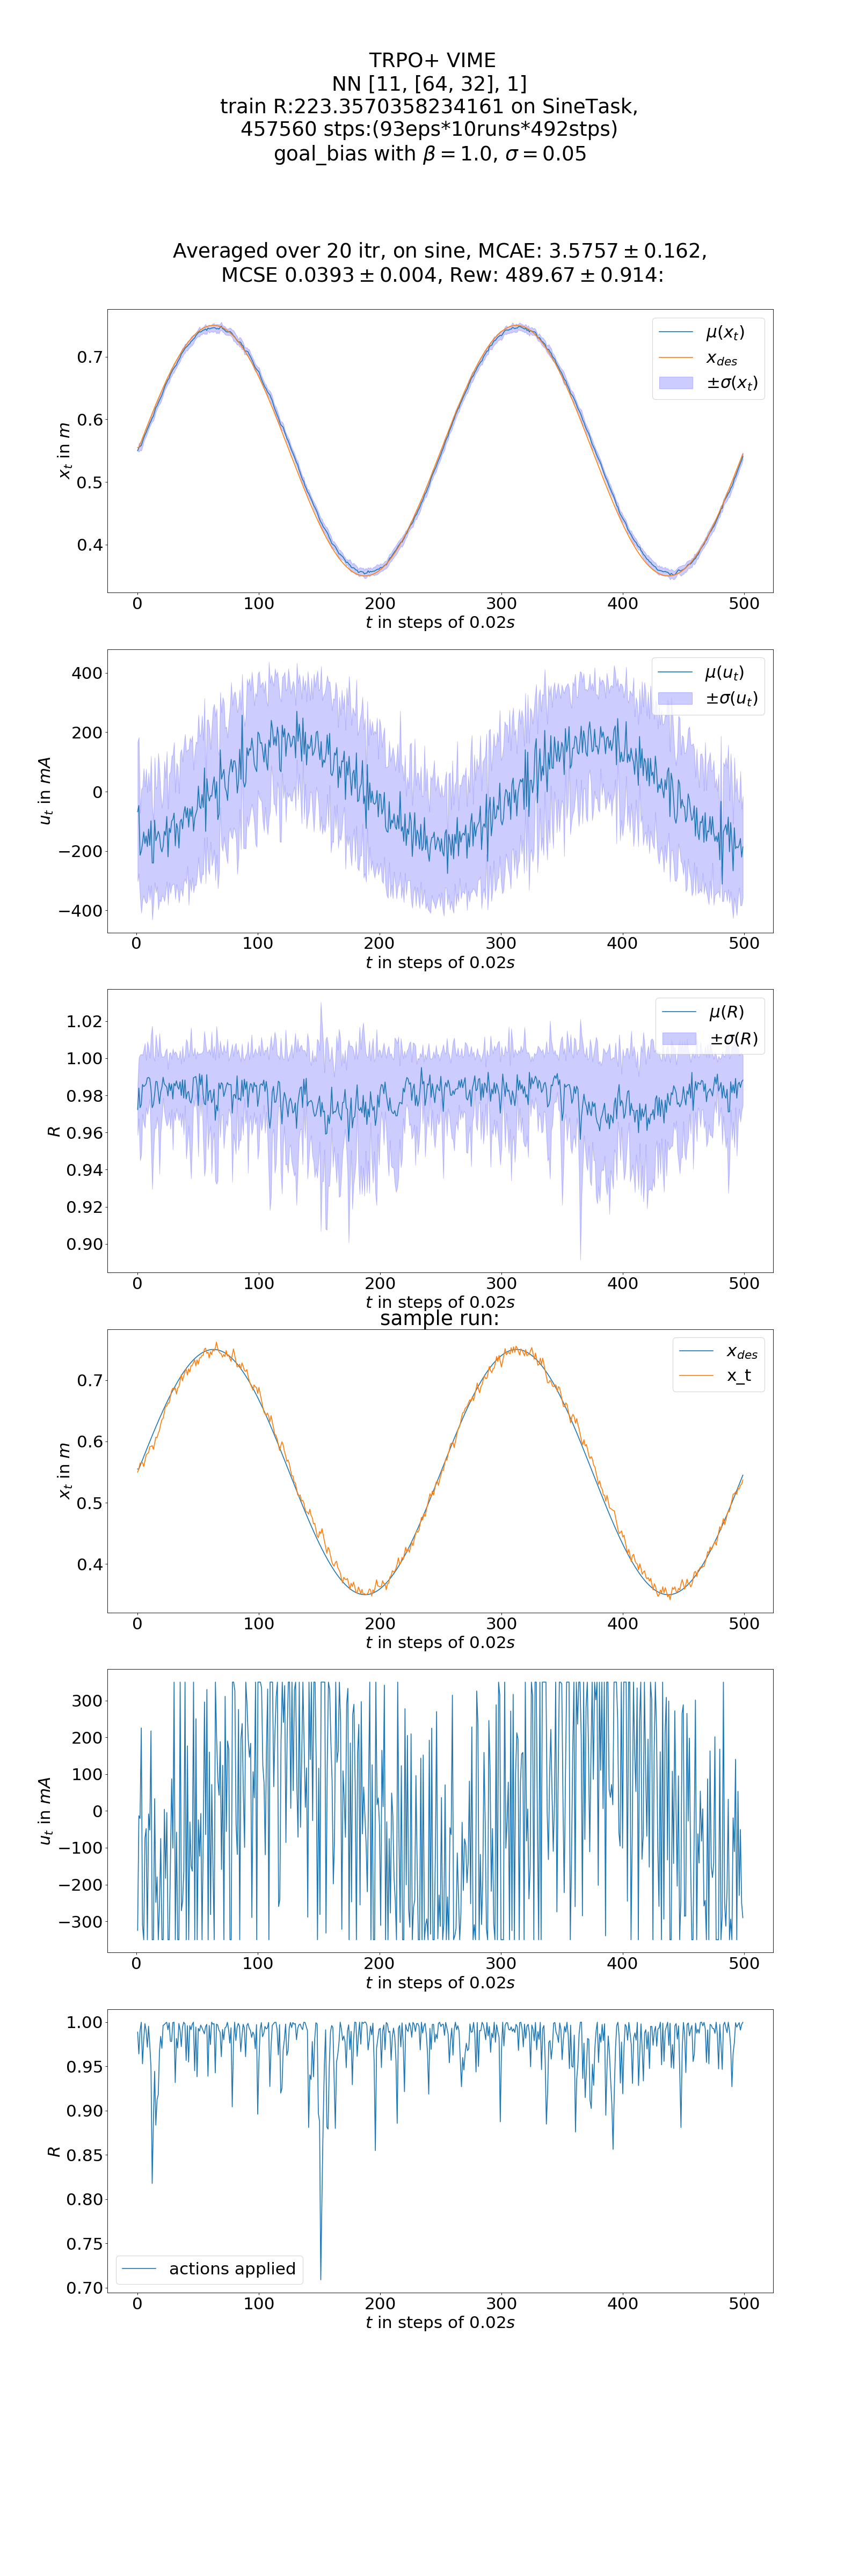 TRPO+ VIME
NN [11, [64, 32], 1]
train R:223.3570358234161 on SineTask,
457560 stps:(93eps*10runs*492stps)
goal_bias with β = 1.0, σ = 0.05
Averaged over 20 itr, on sine, MCAE: 3.5757 ± 0.162,
MCSE 0.0393 ± 0.004, Rew: 489.67 ± 0.914:
μ(x_t)
x_des
±σ(x_t)
0.7
0.6
0.5
0.4
x_t in m
0 100 200 300 400 500
t in steps of 0.02s
μ(u_t)
±σ(u_t)
400
200
0
−200
−400
u_t in mA
0 100 200 300 400 500
t in steps of 0.02s
μ(R)
±σ(R)
1.02
1.00
0.98
0.96
0.94
0.92
0.90
R
0 100 200 300 400 500
t in steps of 0.02s
sample run:
x_des
x_t
0.7
0.6
0.5
0.4
x_t in m
0 100 200 300 400 500
t in steps of 0.02s
300
200
100
0
−100
−200
−300
u_t in mA
0 100 200 300 400 500
t in steps of 0.02s
1.00
0.95
0.90
0.85
0.80
0.75
0.70
R
actions applied
0 100 200 300 400 500
t in steps of 0.02s